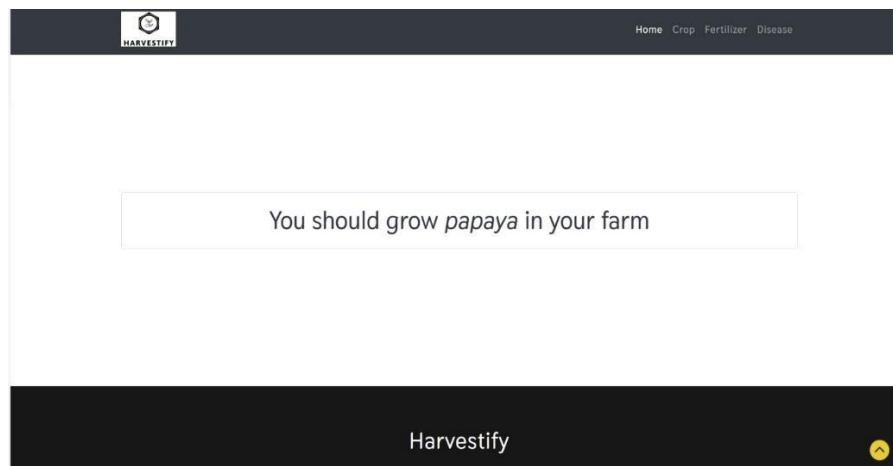 HARVESTIFY
Home Crop Fertilizer Disease
You should grow papaya in your farm
Harvestify